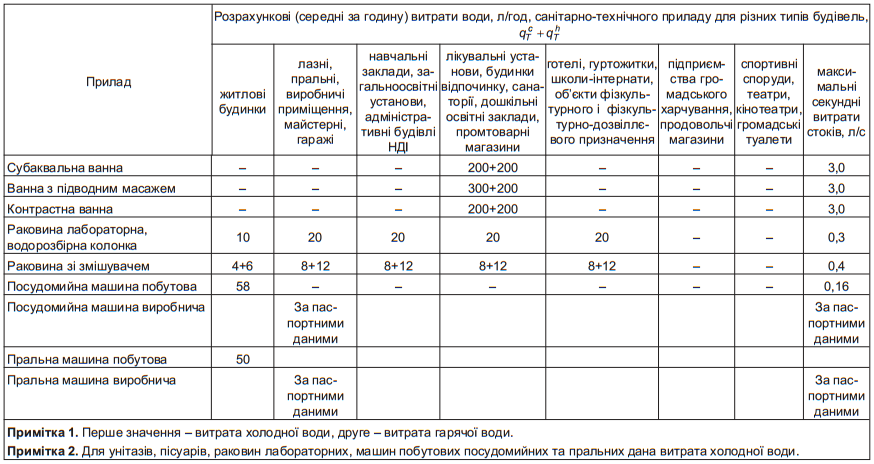 Прилад
Розрахункові (середні за годину) витрати води, л/год, санітарно-технічного приладу для різних типів будівель,
q_T^c + q_T^h
житлові
будинки
лазні,
пральні,
виробничі
приміщення,
майстерні,
гаражі
навчальні
заклади, за-
гальноосвітні
установи,
адміністра-
тивні будівлі
НДІ
лікувальні уста-
нови, будинки
відпочинку, сана-
торії, дошкільні
освітні заклади,
промтоварні
магазини
готелі, гуртожитки,
школи-інтернати,
об'єкти фізкуль-
турного і фізкуль-
турно-дозвілле-
вого призначення
підприєм-
ства гро-
мадського
харчування,
продовольчі
магазини
спортивні
споруди,
театри,
кінотеатри,
громадські
туалети
макси-
мальні
секундні
витрати
стоків, л/с
Субаквальна ванна – – – 200+200 – – – 3,0
Ванна з підводним масажем – – – 300+200 – – – 3,0
Контрастна ванна – – – 200+200 – – – 3,0
Раковина лабораторна,
водорозбірна колонка 10 20 20 20 20 – – 0,3
Раковина зі змішувачем 4+6 8+12 8+12 8+12 8+12 – – 0,4
Посудомийна машина побутова 58 – – – – – – 0,16
Посудомийна машина виробнича За пас- За пас-
портними портними
даними даними
Пральна машина побутова 50
Пральна машина виробнича За пас- За пас-
портними портними
даними даними
Примітка 1. Перше значення – витрата холодної води, друге – витрата гарячої води.
Примітка 2. Для унітазів, пісуарів, раковин лабораторних, машин побутових посудомийних та пральних дана витрата холодної води.